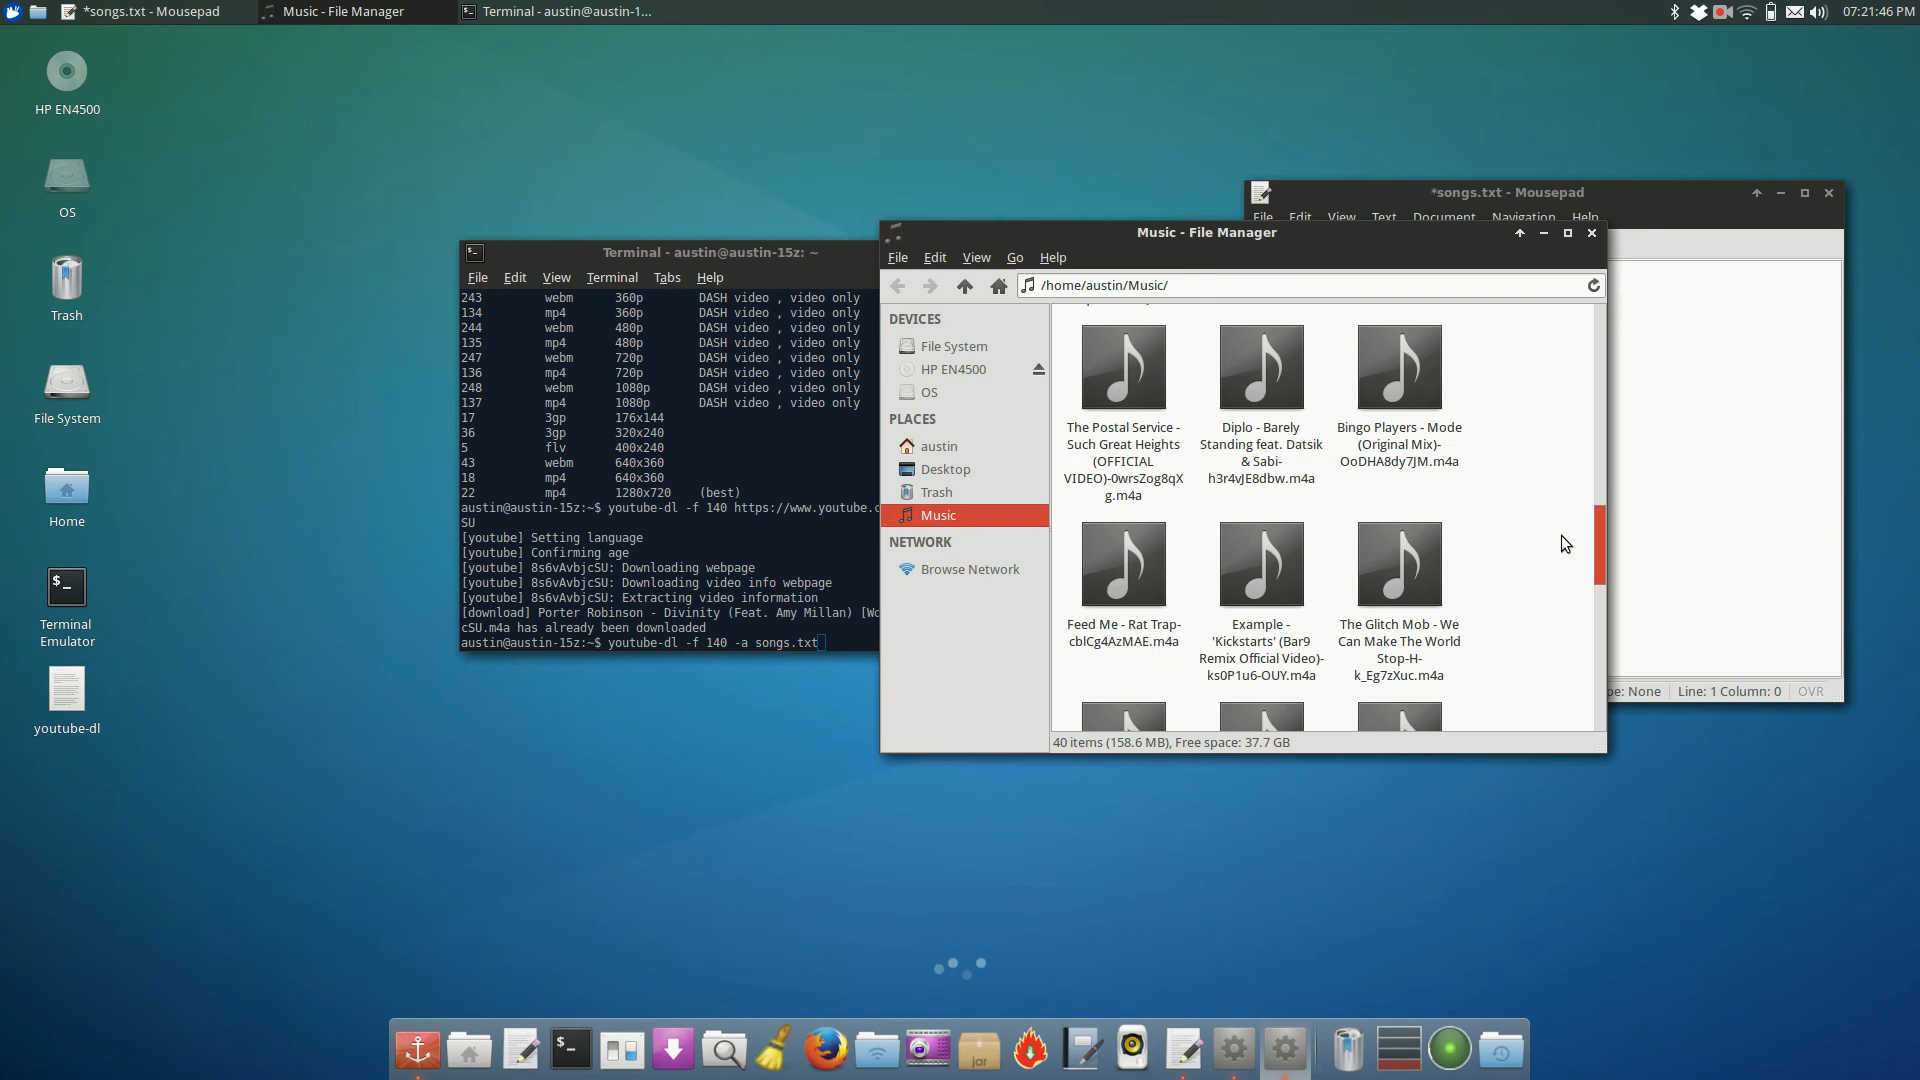 *songs.txt - Mousepad
Music - File Manager
Terminal - austin@austin-1...
07:21:46 PM
HP EN4500
OS
Trash
File System
Home
Terminal
Emulator
youtube-dl
Terminal - austin@austin-15z: ~
File Edit View Terminal Tabs Help
243 webm 360p DASH video , video only
134 mp4 360p DASH video , video only
244 webm 480p DASH video , video only
135 mp4 480p DASH video , video only
247 webm 720p DASH video , video only
136 mp4 720p DASH video , video only
248 webm 1080p DASH video , video only
137 mp4 1080p DASH video , video only
17 3gp 176x144
36 3gp 320x240
5 flv 400x240
43 webm 640x360
18 mp4 640x360
22 mp4 1280x720 (best)
austin@austin-15z:~$ youtube-dl -f 140 https://www.youtube.c
SU
[youtube] Setting language
[youtube] Confirming age
[youtube] 8s6vAvbjcSU: Downloading webpage
[youtube] 8s6vAvbjcSU: Downloading video info webpage
[youtube] 8s6vAvbjcSU: Extracting video information
[download] Porter Robinson - Divinity (Feat. Amy Millan) [Wo
cSU.m4a has already been downloaded
austin@austin-15z:~$ youtube-dl -f 140 -a songs.txt
*songs.txt - Mousepad
File Edit View Text Document Navigation Help
Music - File Manager
File Edit View Go Help
/home/austin/Music/
DEVICES
File System
HP EN4500
OS
PLACES
austin
Desktop
Trash
Music
NETWORK
Browse Network
The Postal Service -
Such Great Heights
(OFFICIAL
VIDEO)-0wrsZog8qX
g.m4a
Diplo - Barely
Standing feat. Datsik
& Sabi-
h3r4vJE8dbw.m4a
Bingo Players - Mode
(Original Mix)-
OoDHA8dy7JM.m4a
Feed Me - Rat Trap-
cblCg4AzMAE.m4a
Example -
'Kickstarts' (Bar9
Remix Official Video)-
ks0P1u6-OUY.m4a
The Glitch Mob - We
Can Make The World
Stop-H-
k_Eg7zXuc.m4a
40 items (158.6 MB), Free space: 37.7 GB
pe: None
Line: 1 Column: 0
OVR
$_
jar